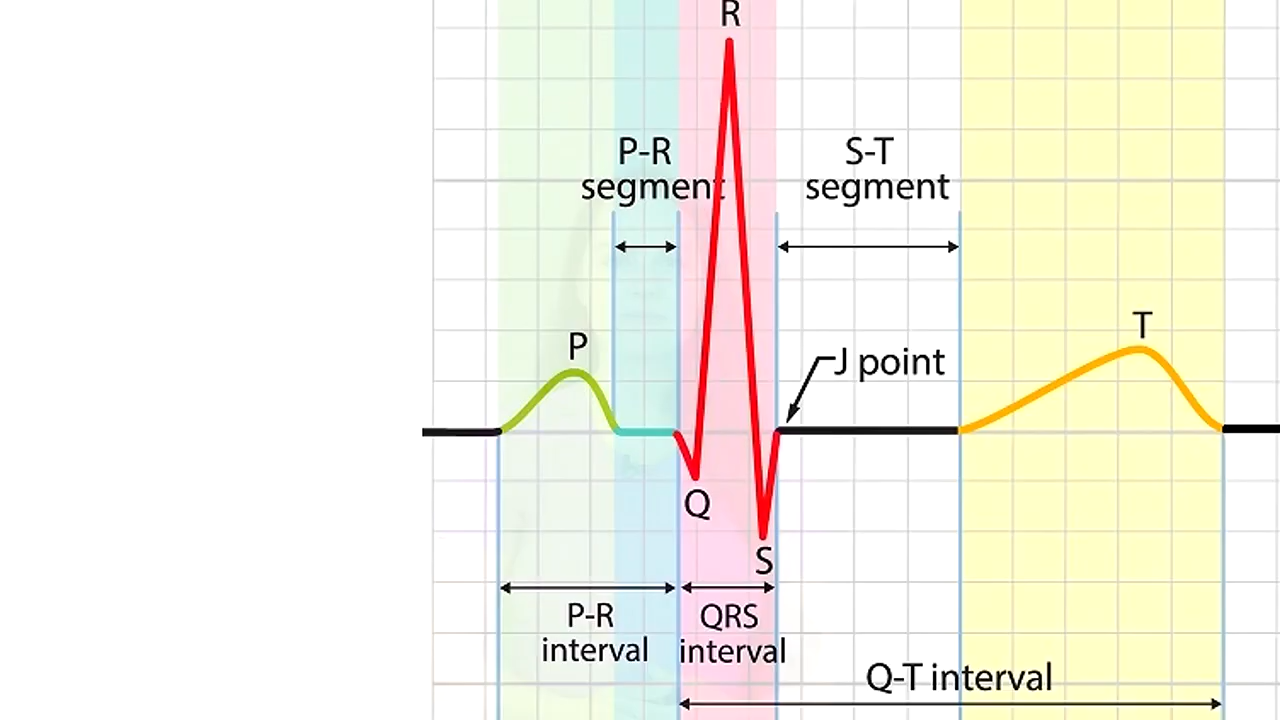 R
P-R
segment
S-T
segment
P
T
J point
Q
S
P-R
interval
QRS
interval
Q-T interval